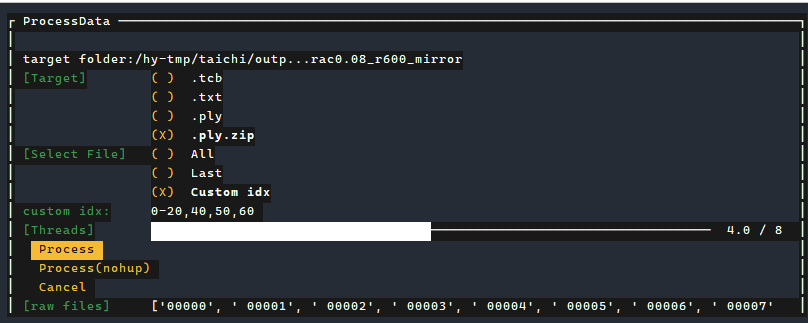 ProcessData
target folder:/hy-tmp/taichi/outp...rac0.08_r600_mirror
[Target] ( ) .tcb
( ) .txt
( ) .ply
(X) .ply.zip
[Select File] ( ) All
( ) Last
(X) Custom idx
custom idx: 0-20,40,50,60
[Threads] 4.0 / 8
Process
Process(nohup)
Cancel
[raw files] ['00000', ' 00001', ' 00002', ' 00003', ' 00004', ' 00005', ' 00006', ' 00007'